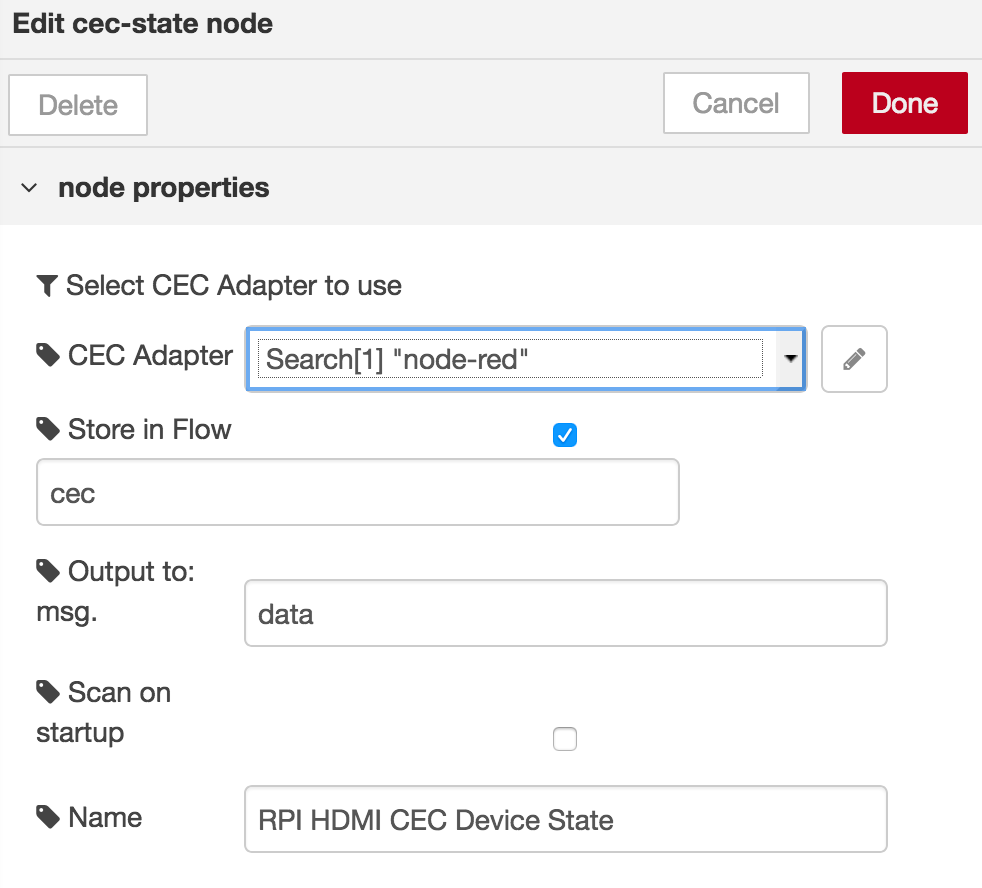 Edit cec-state node
Delete
Cancel
Done
node properties
Select CEC Adapter to use
CEC Adapter
Search[1] "node-red"
Store in Flow
cec
Output to:
msg.
data
Scan on
startup
Name
RPI HDMI CEC Device State